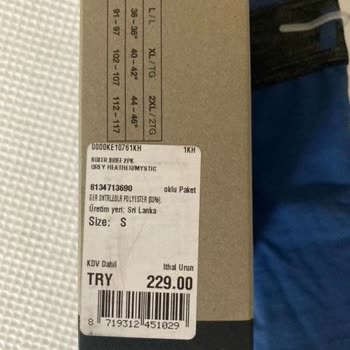 L / L XL/TG 2XL / 2TG
36 - 38" 40 - 42" 44 - 46"
91 - 97 102 - 107 112 - 117
0000KE10761KH 1KH
BOXER BRIEF 2PK
GREY HEATHER/MYSTIC
8134713690 oklu Paket
Üretim yeri: Sri Lanka
Size: S
KDV Dahil Ithal Urun
TRY 229.00
8 719312 451029